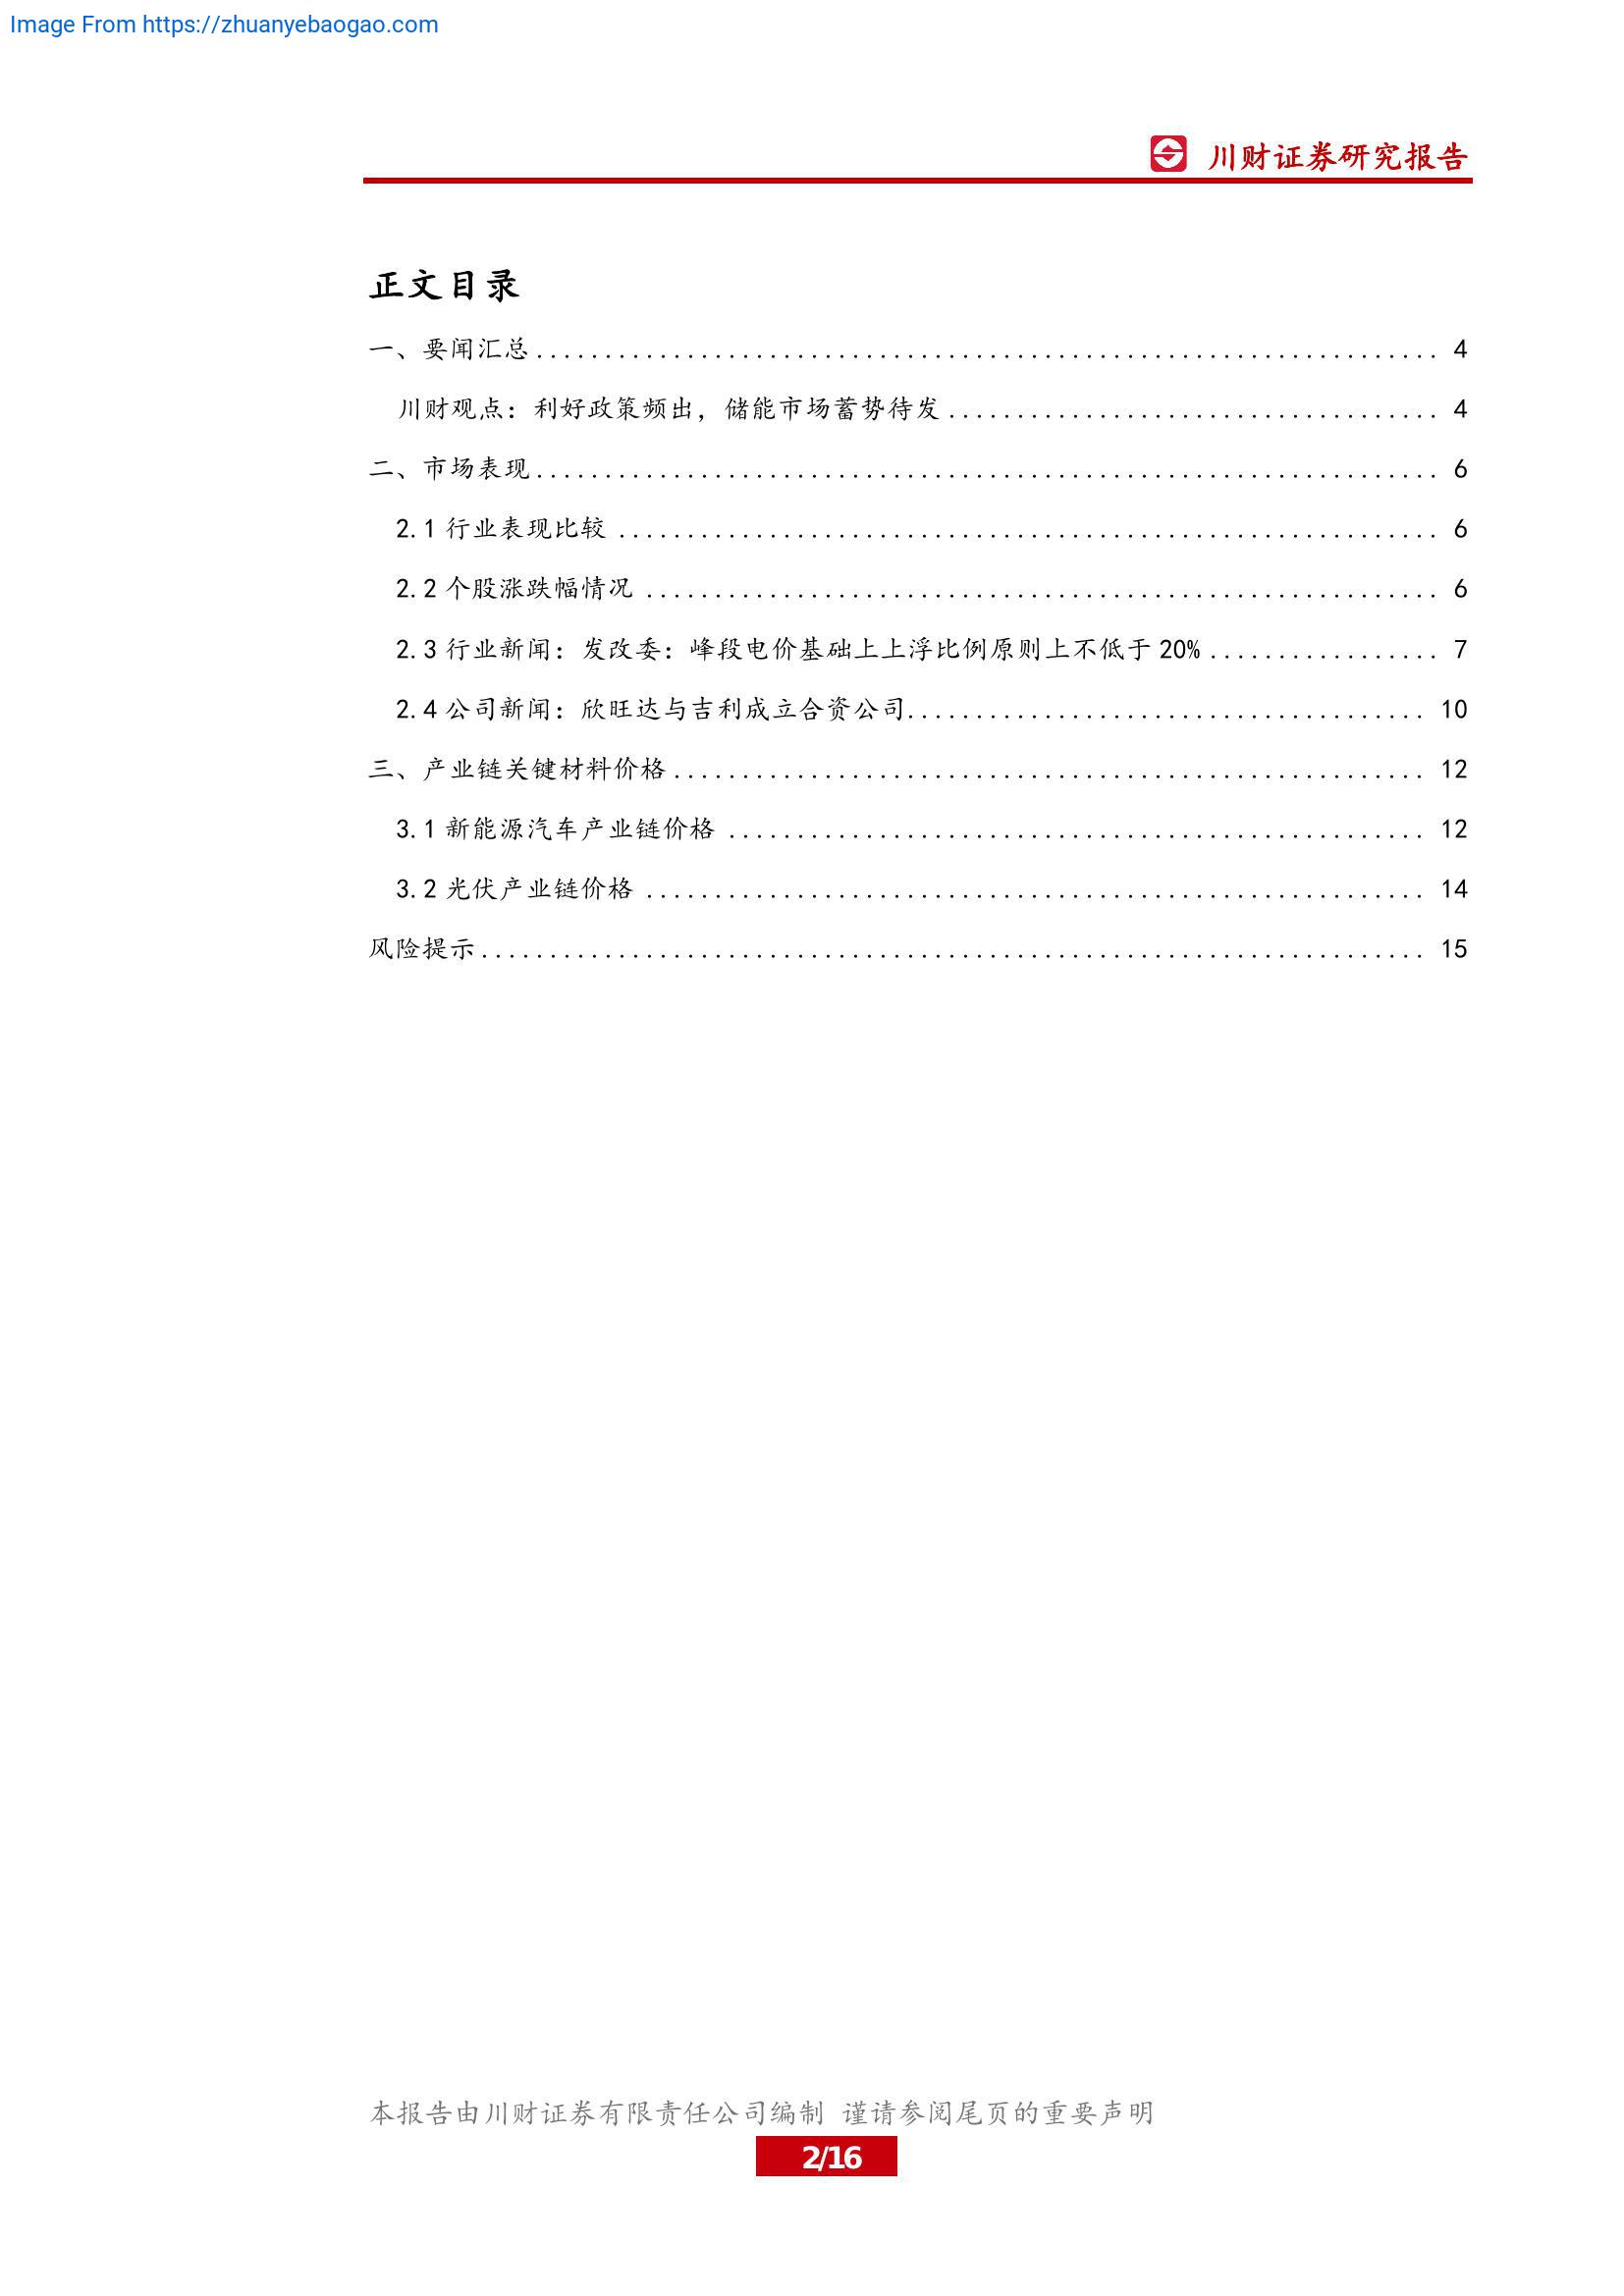 Image From https://zhuanyebaogao.com
川财证券研究报告
正文目录
一、要闻汇总.................................................................. 4
川财观点：利好政策频出，储能市场蓄势待发.................................... 4
二、市场表现.................................................................. 6
2.1 行业表现比较 ............................................................ 6
2.2 个股涨跌幅情况 .......................................................... 6
2.3 行业新闻：发改委：峰段电价基础上上浮比例原则上不低于 20%................. 7
2.4 公司新闻：欣旺达与吉利成立合资公司...................................... 10
三、产业链关键材料价格....................................................... 12
3.1 新能源汽车产业链价格 ................................................... 12
3.2 光伏产业链价格 ......................................................... 14
风险提示..................................................................... 15
本报告由川财证券有限责任公司编制 谨请参阅尾页的重要声明
2/16